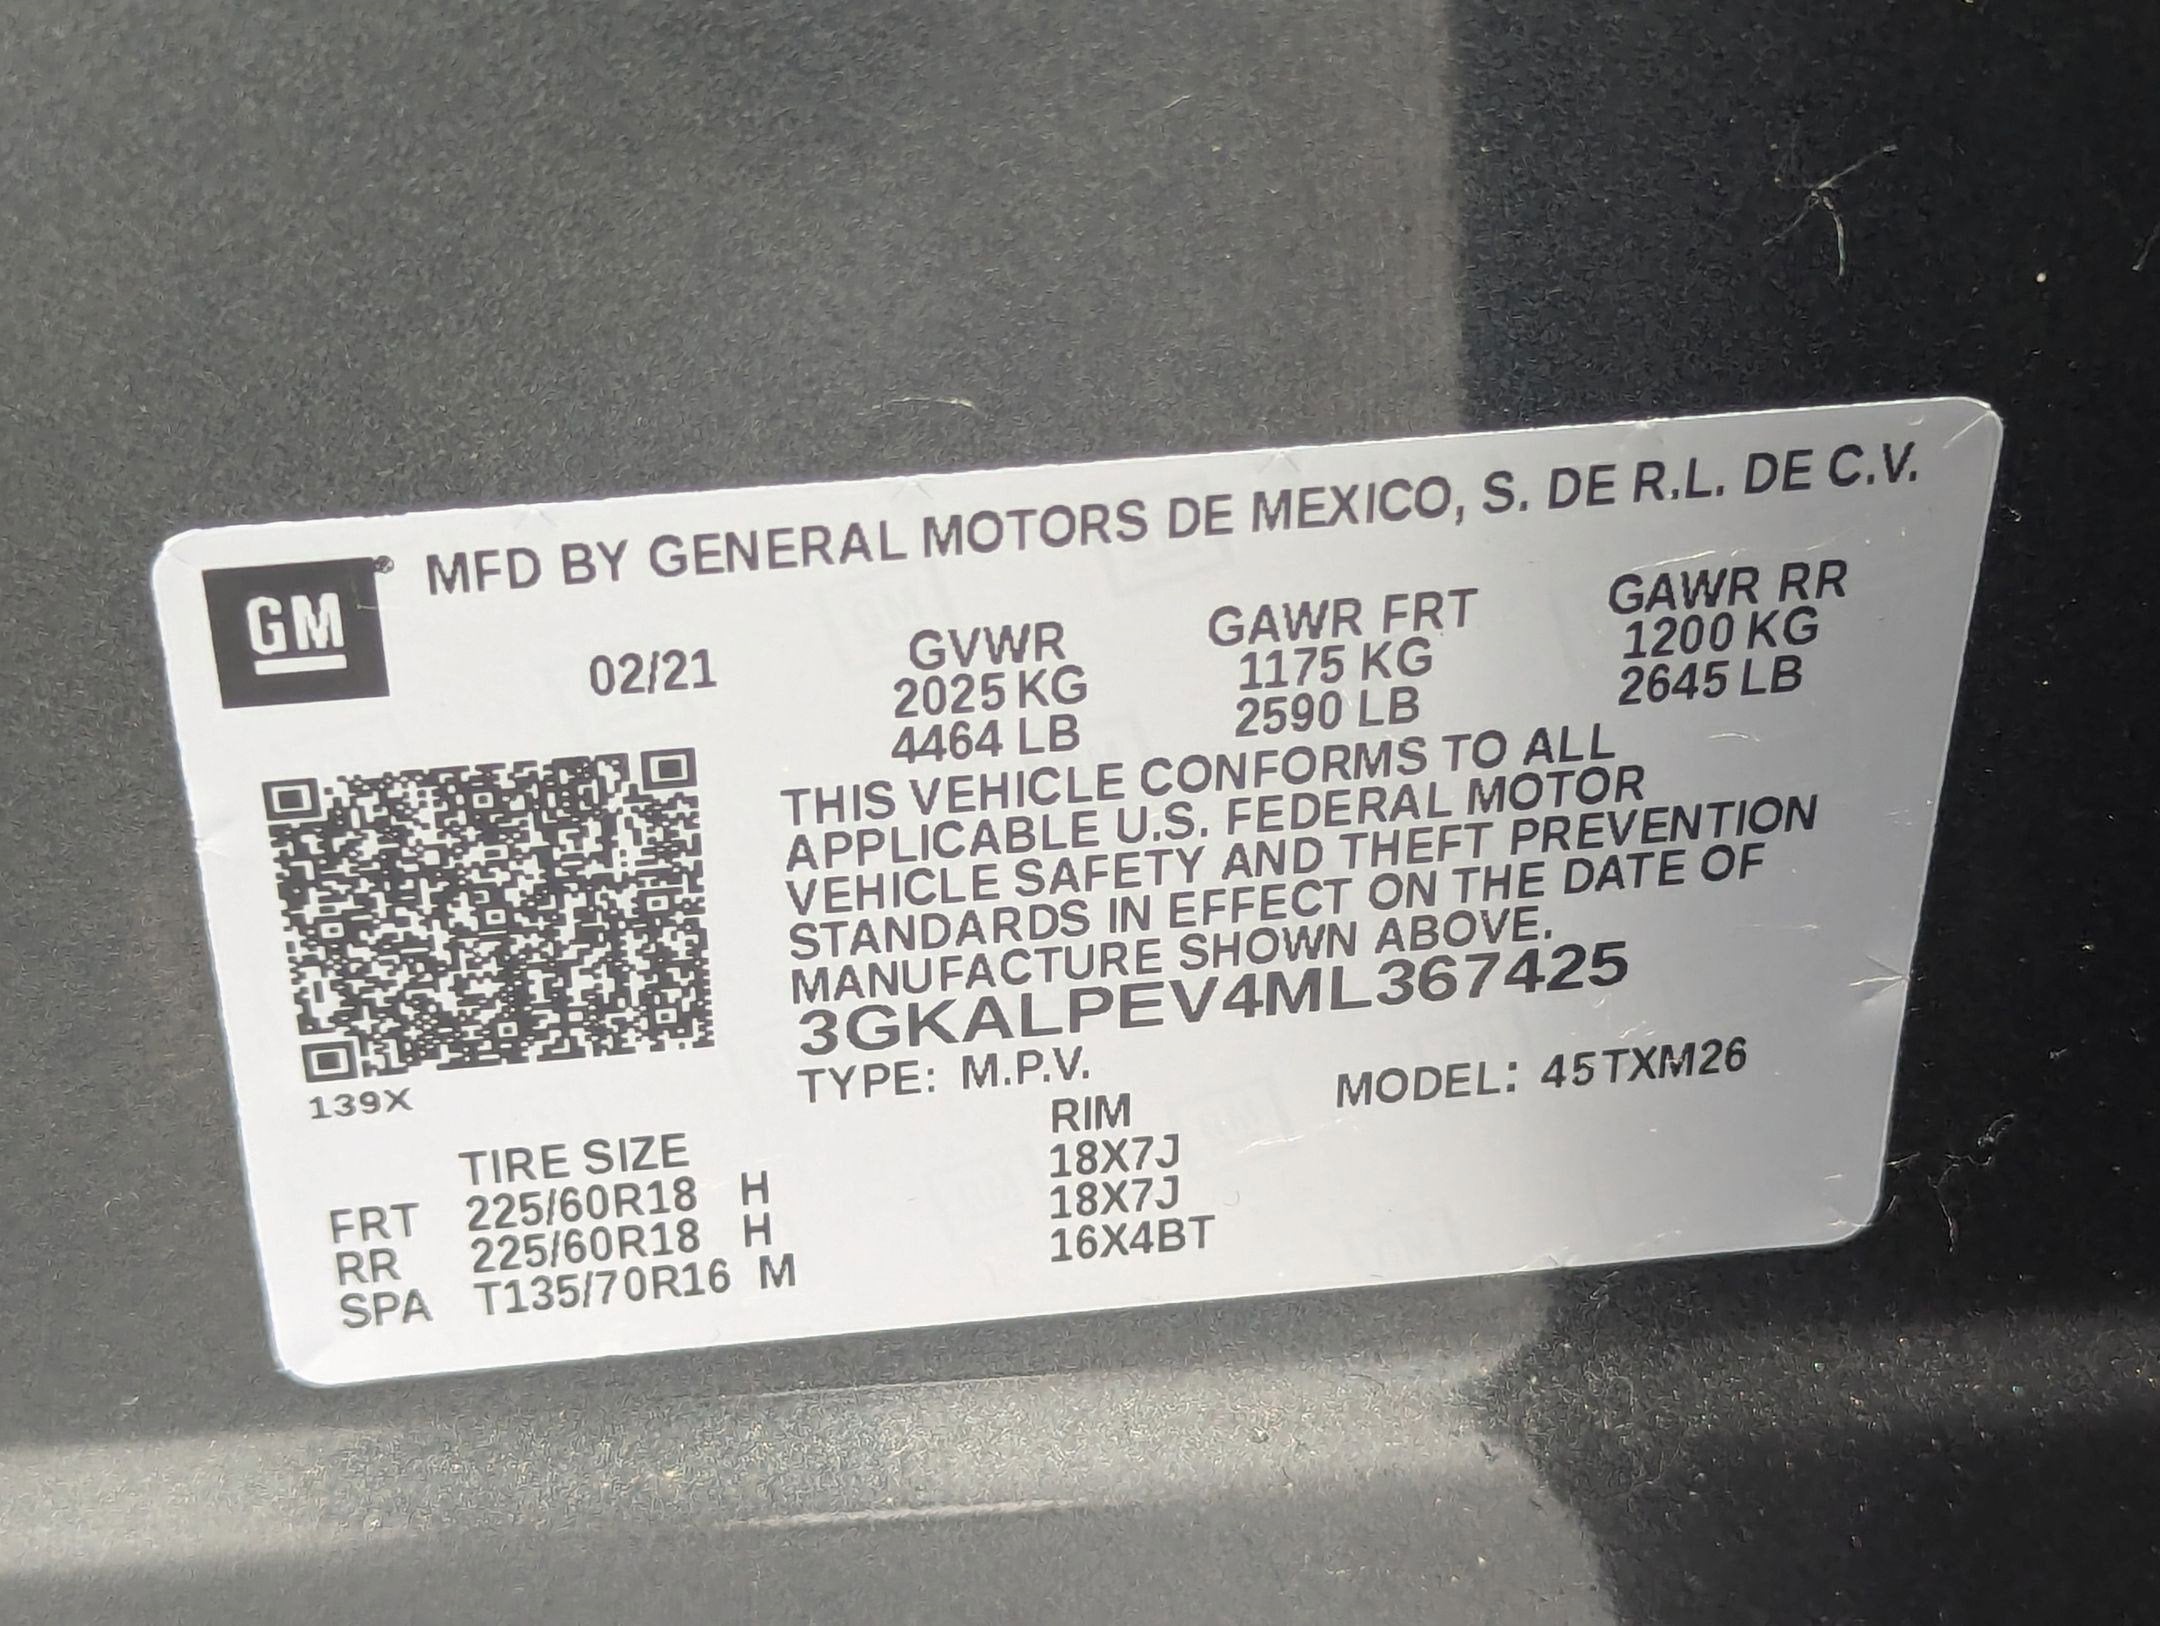 GM® MFD BY GENERAL MOTORS DE MEXICO, S. DE R.L. DE C.V.
02/21 GVWR GAWR FRT GAWR RR
2025 KG 1175 KG 1200 KG
4464 LB 2590 LB 2645 LB
THIS VEHICLE CONFORMS TO ALL
APPLICABLE U.S. FEDERAL MOTOR
VEHICLE SAFETY AND THEFT PREVENTION
STANDARDS IN EFFECT ON THE DATE OF
MANUFACTURE SHOWN ABOVE.
3GKALPEV4ML367425
139X
TYPE: M.P.V. MODEL: 45TXM26
TIRE SIZE RIM
FRT 225/60R18 H 18X7J
RR 225/60R18 H 18X7J
SPA T135/70R16 M 16X4BT